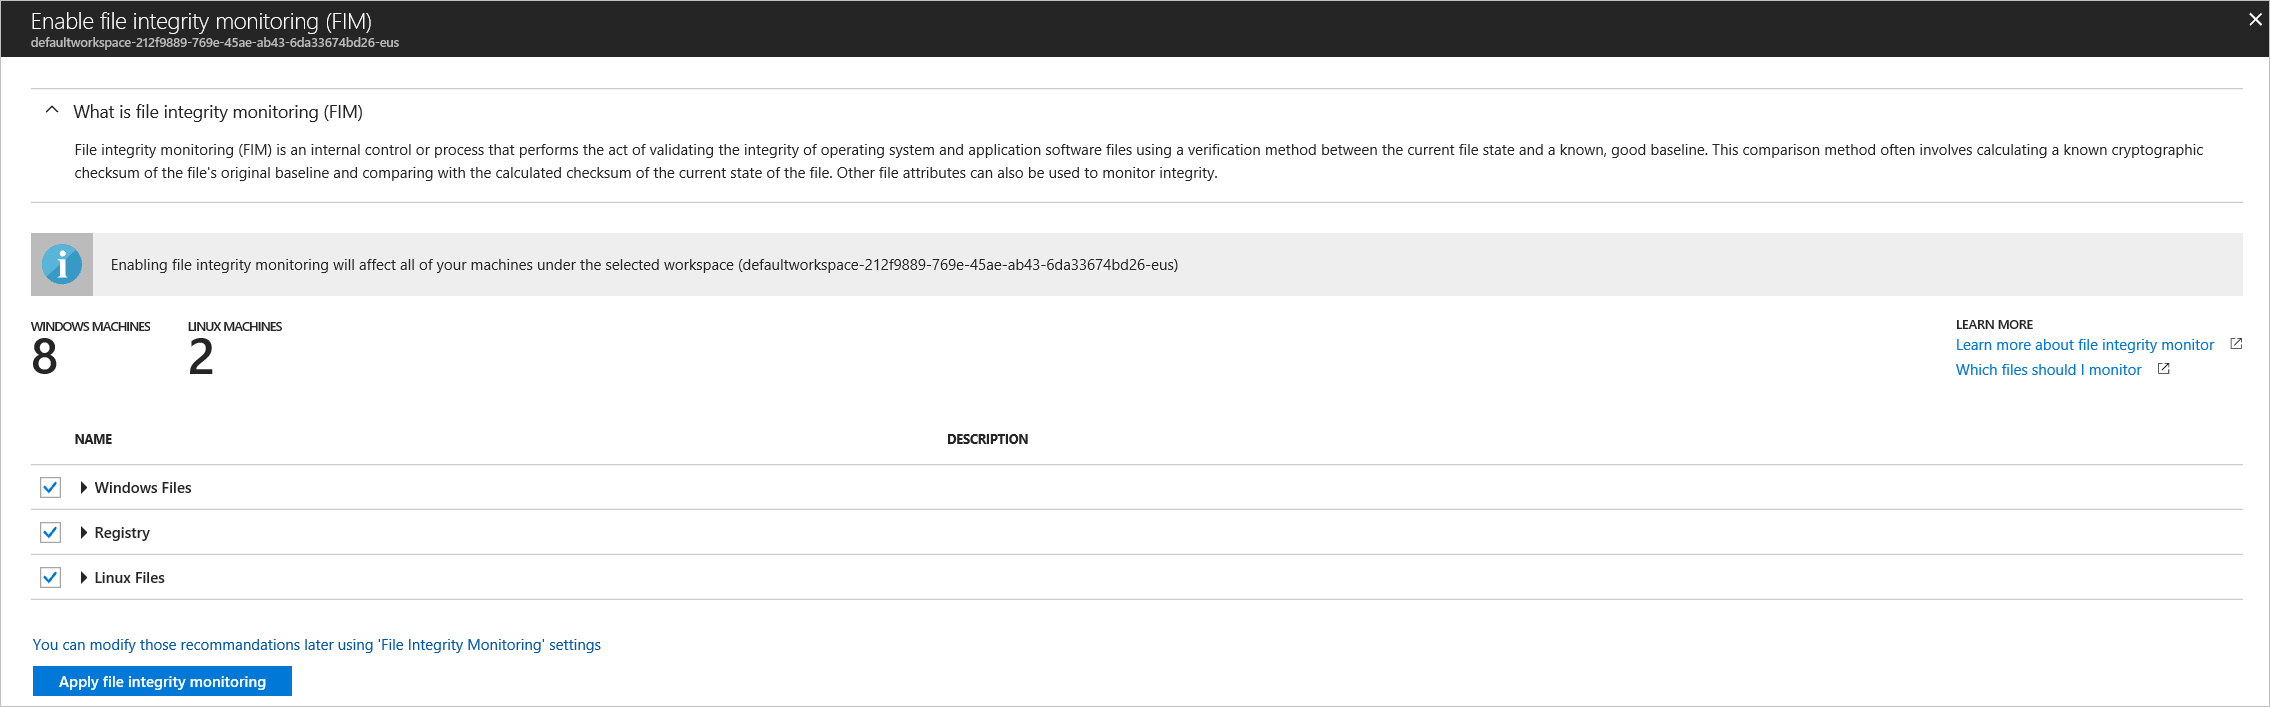 Enable file integrity monitoring (FIM)
defaultworkspace-212f9889-769e-45ae-ab43-6da33674bd26-eus
What is file integrity monitoring (FIM)
File integrity monitoring (FIM) is an internal control or process that performs the act of validating the integrity of operating system and application software files using a verification method between the current file state and a known, good baseline. This comparison method often involves calculating a known cryptographic
checksum of the file's original baseline and comparing with the calculated checksum of the current state of the file. Other file attributes can also be used to monitor integrity.
Enabling file integrity monitoring will affect all of your machines under the selected workspace (defaultworkspace-212f9889-769e-45ae-ab43-6da33674bd26-eus)
WINDOWS MACHINES
8
LINUX MACHINES
2
LEARN MORE
Learn more about file integrity monitor
Which files should I monitor
NAME DESCRIPTION
Windows Files
Registry
Linux Files
You can modify those recommandations later using 'File Integrity Monitoring' settings
Apply file integrity monitoring